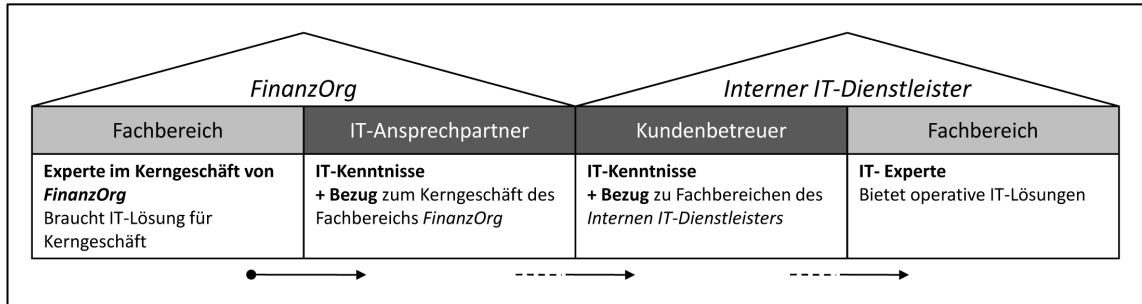 FinanzOrg
Interner IT-Dienstleister
Fachbereich
IT-Ansprechpartner
Kundenbetreuer
Fachbereich
Experte im Kerngeschäft von
FinanzOrg
Braucht IT-Lösung für
Kerngeschäft
IT-Kenntnisse
+ Bezug zum Kerngeschäft des
Fachbereichs FinanzOrg
IT-Kenntnisse
+ Bezug zu Fachbereichen des
Internen IT-Dienstleisters
IT- Experte
Bietet operative IT-Lösungen